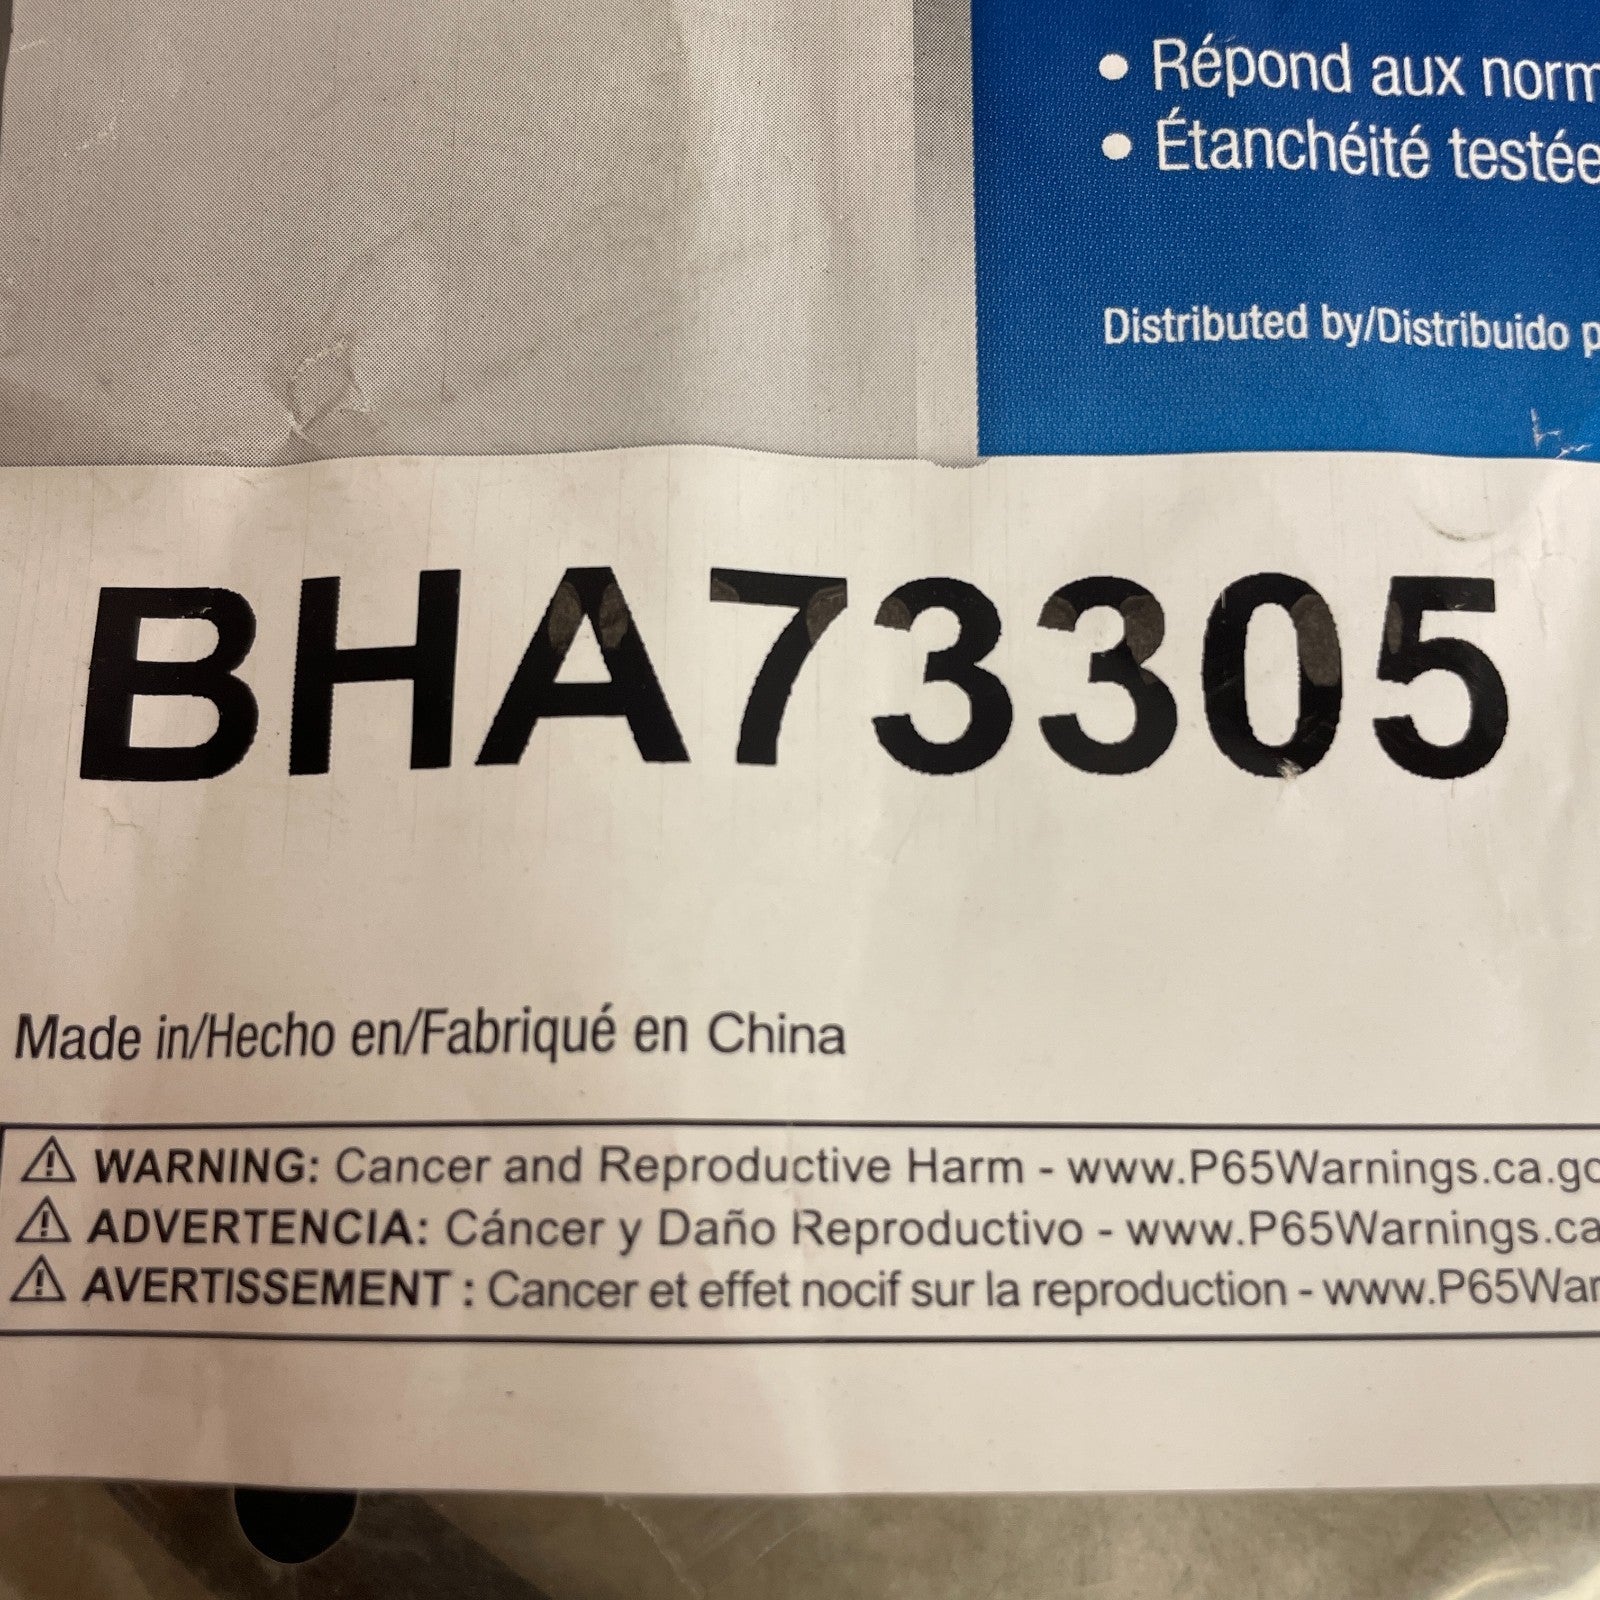 • Répond aux norm
• Étanchéité testée
Distributed by/Distribuido p
BHA73305
Made in/Hecho en/Fabriqué en China
⚠ WARNING: Cancer and Reproductive Harm - www.P65Warnings.ca.go
⚠ ADVERTENCIA: Cáncer y Daño Reproductivo - www.P65Warnings.ca
⚠ AVERTISSEMENT : Cancer et effet nocif sur la reproduction - www.P65War